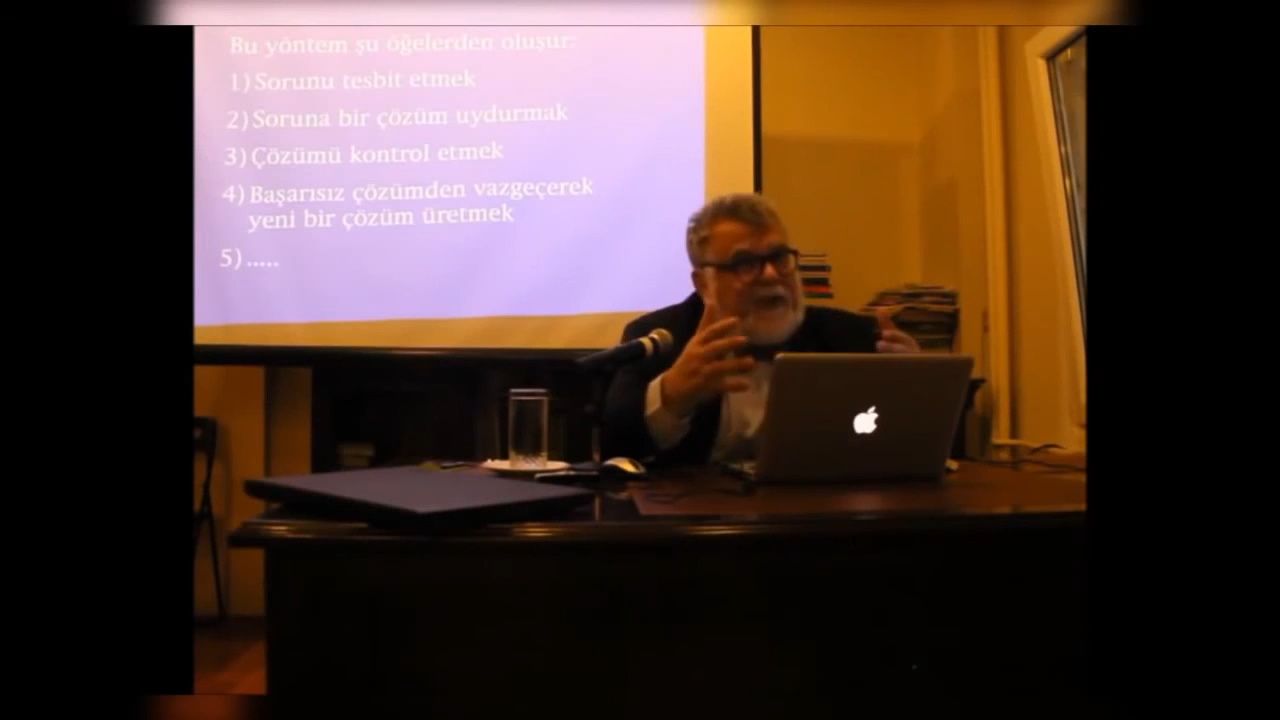 Bu yöntem şu öğelerden oluşur:
1) Sorunu tesbit etmek
2) Soruna bir çözüm uydurmak
3) Çözümü kontrol etmek
4) Başarısız çözümden vazgeçerek
yeni bir çözüm üretmek
5) .....